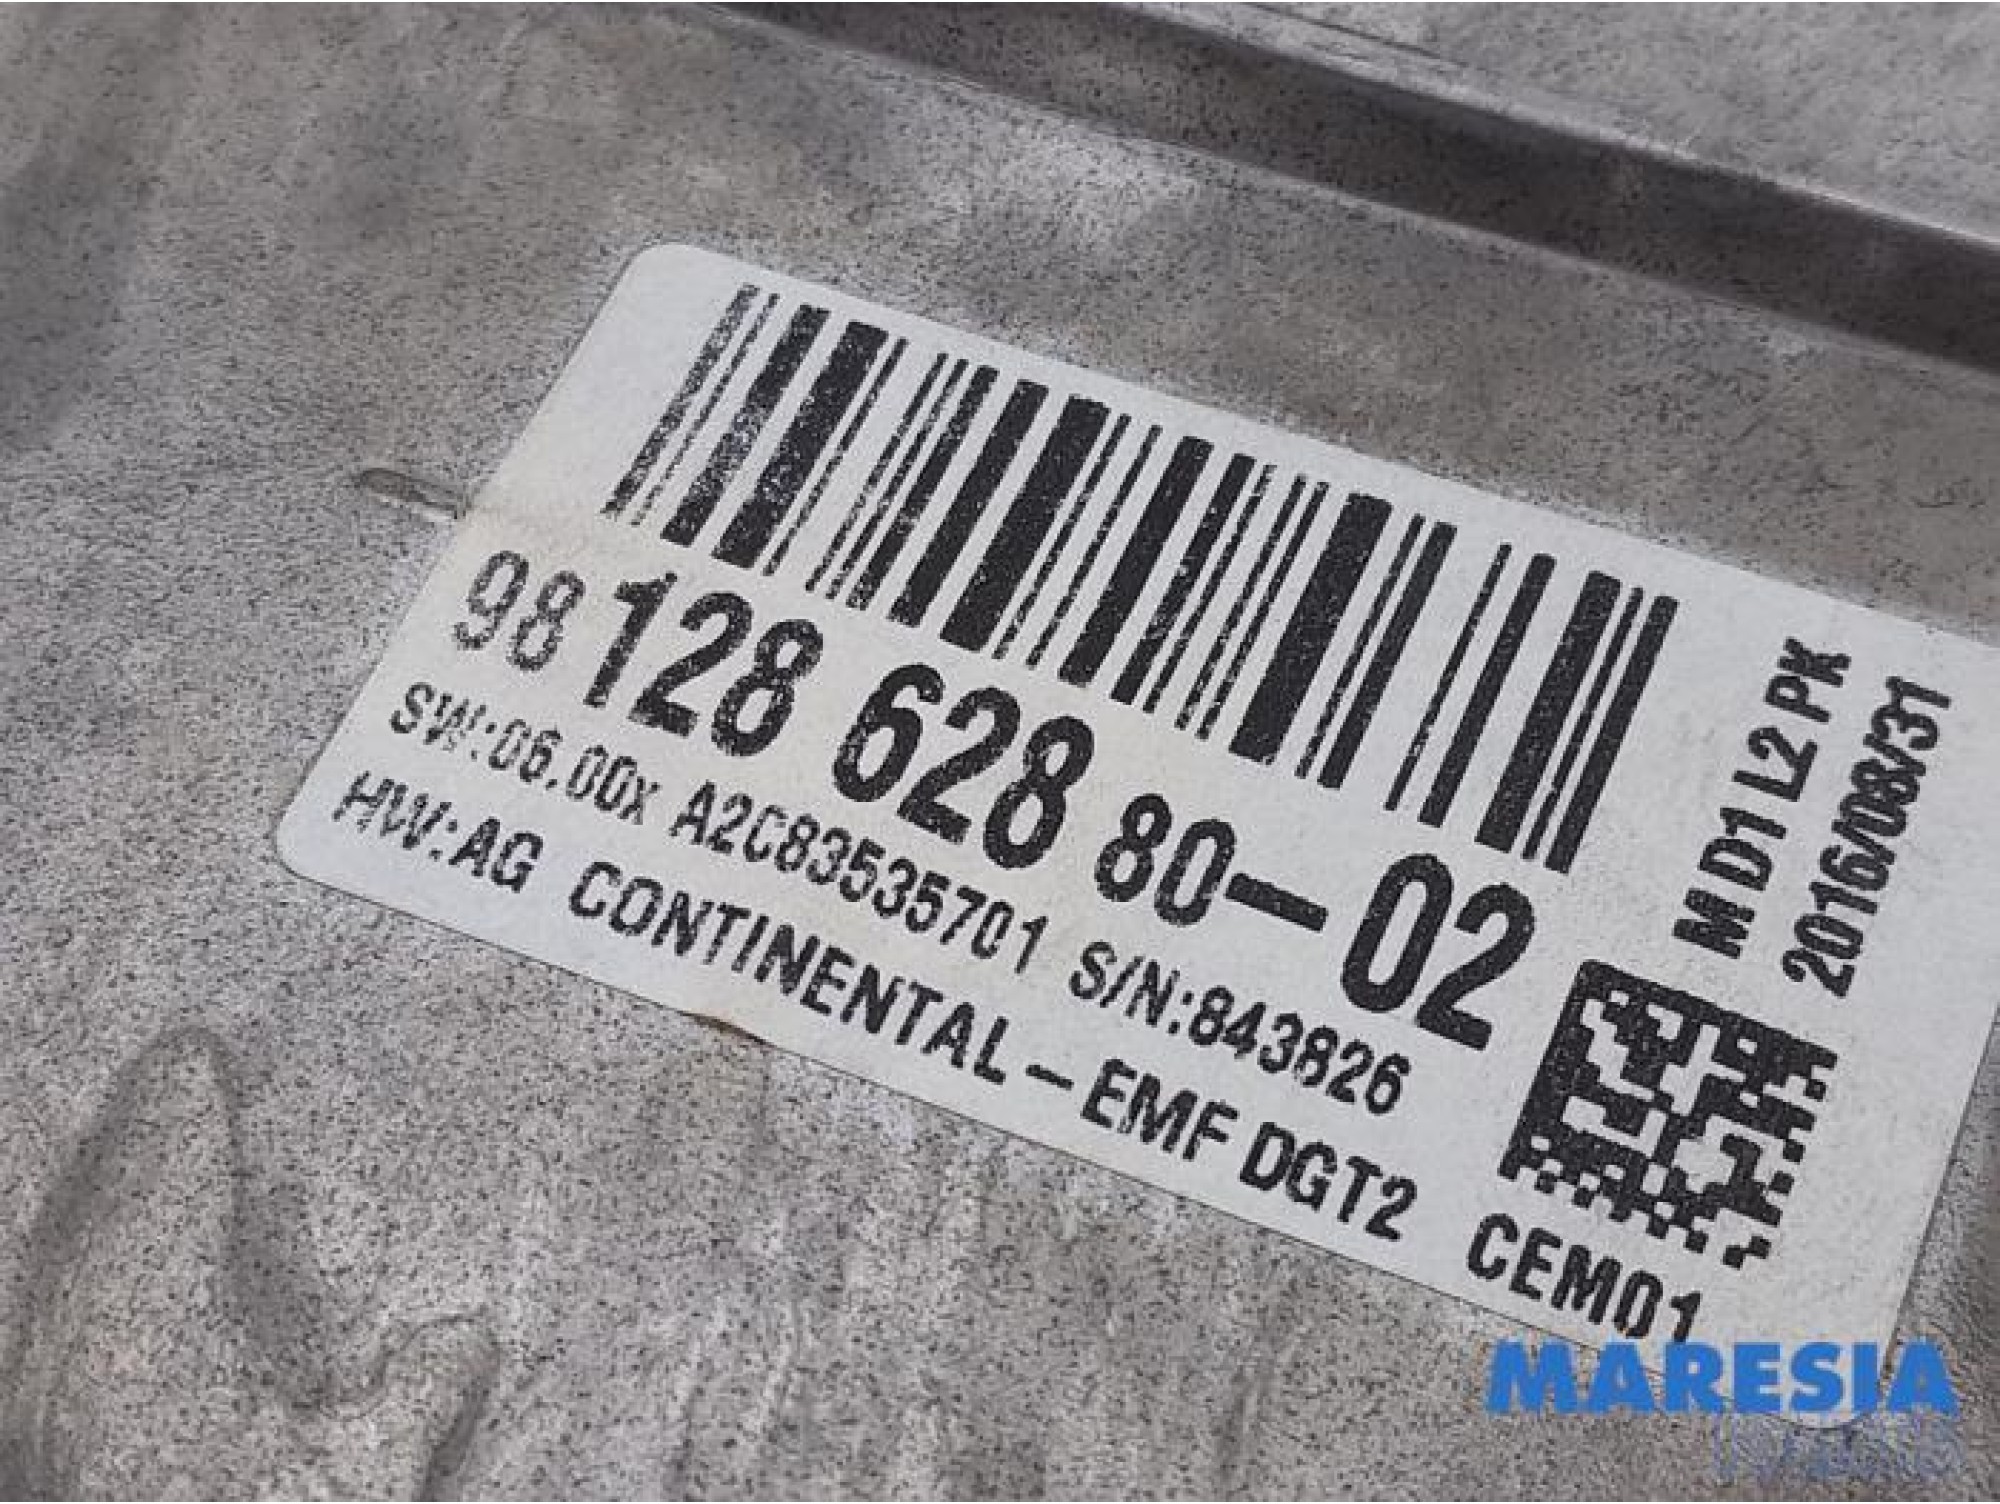 98 128 628 80-02
SW:06.00x A2C83535701 S/N:843826
HW:AG CONTINENTAL-EMF DGT2 CEM01
M D1 L2 PK
2016/08/31
MARESIA